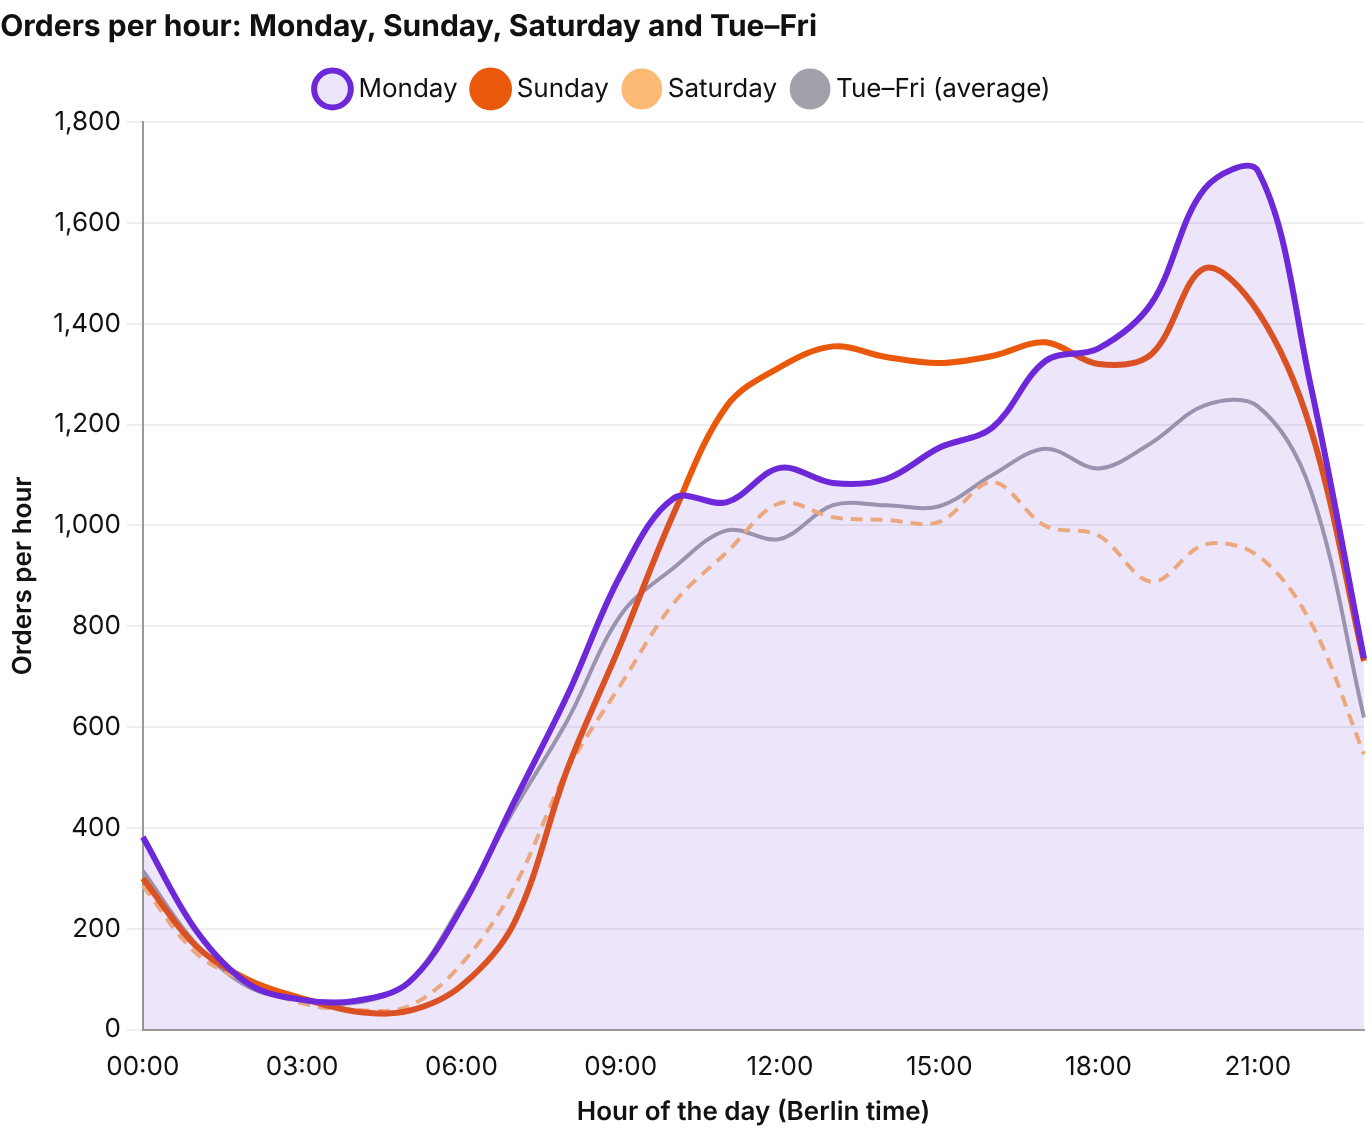 Orders per hour: Monday, Sunday, Saturday and Tue–Fri
Monday Sunday Saturday Tue–Fri (average)
1,800
1,600
1,400
1,200
1,000
800
600
400
200
0
Orders per hour
00:00 03:00 06:00 09:00 12:00 15:00 18:00 21:00
Hour of the day (Berlin time)